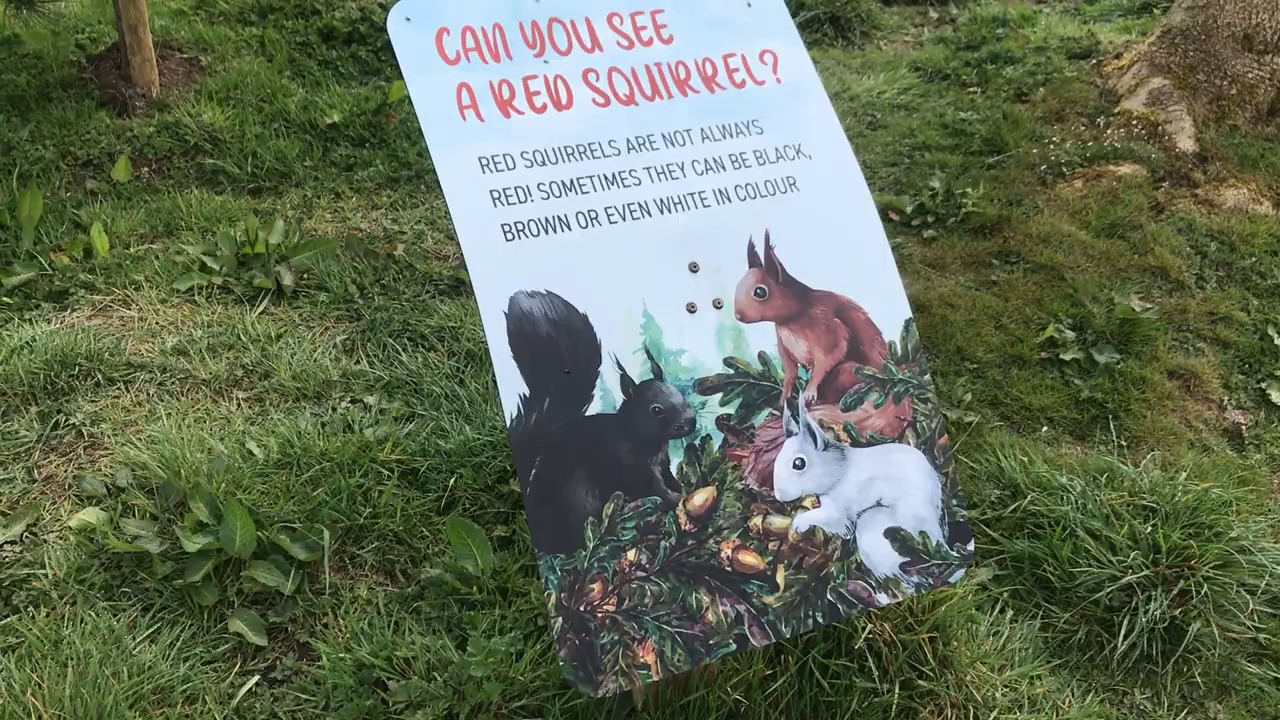 CAN YOU SEE
A RED SQUIRREL?
RED SQUIRRELS ARE NOT ALWAYS
RED! SOMETIMES THEY CAN BE BLACK,
BROWN OR EVEN WHITE IN COLOUR